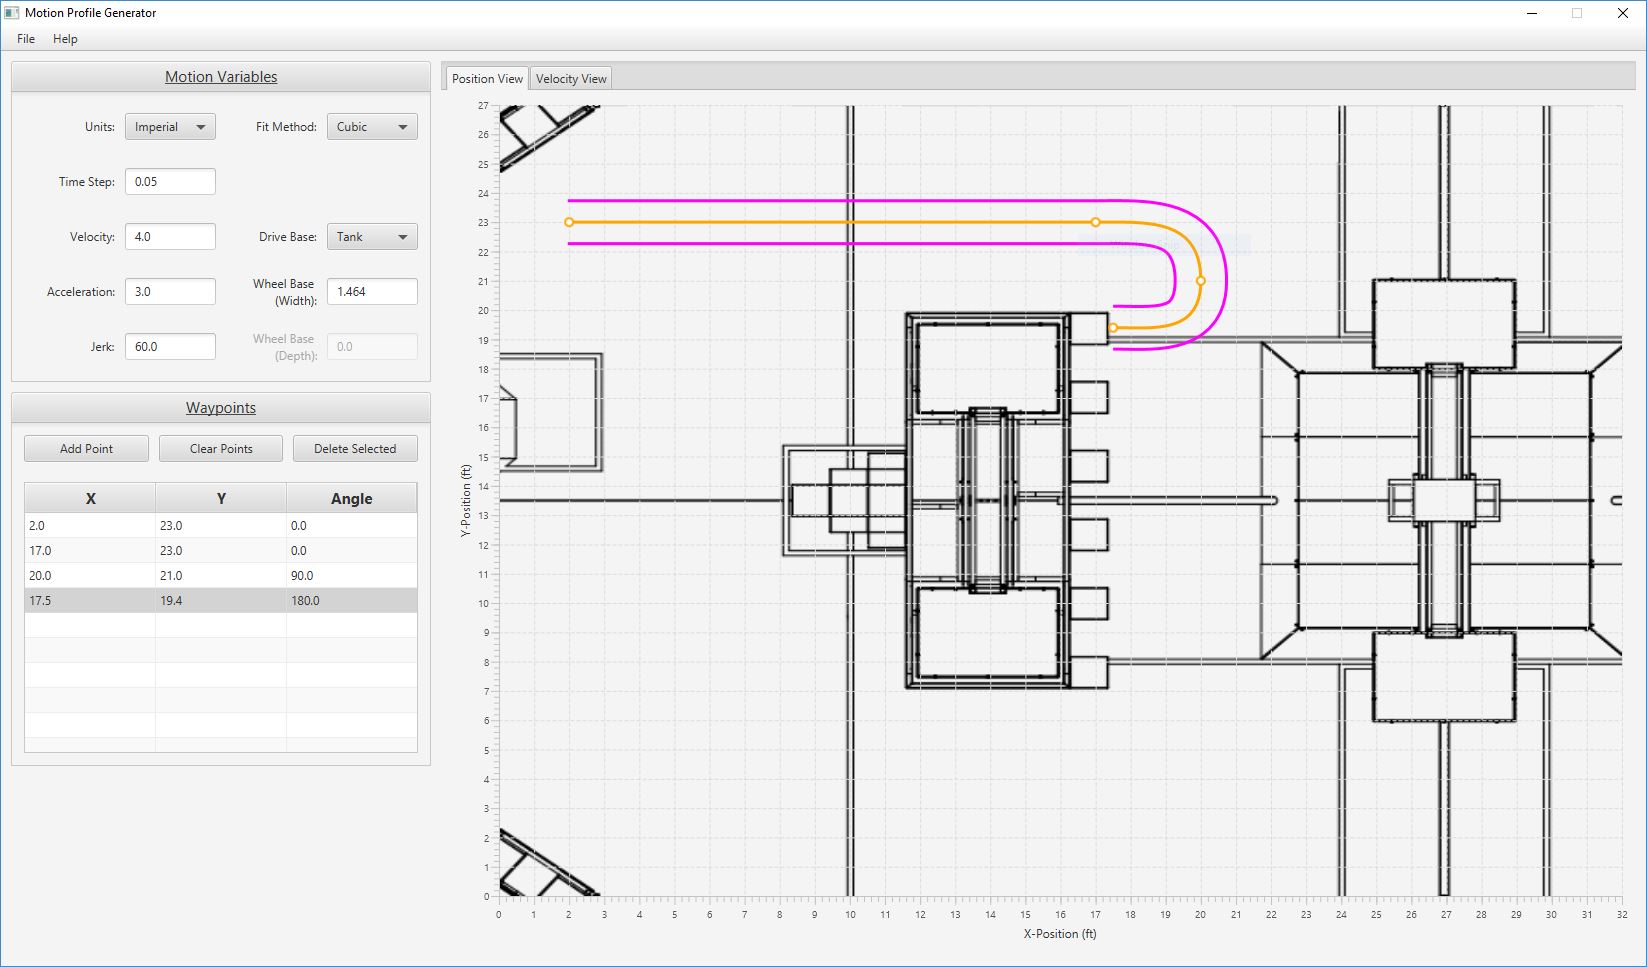 Motion Profile Generator
File Help
Motion Variables
Units: Imperial Fit Method: Cubic
Time Step: 0.05
Velocity: 4.0 Drive Base: Tank
Acceleration: 3.0 Wheel Base (Width): 1.464
Jerk: 60.0 Wheel Base (Depth): 0.0
Waypoints
Add Point Clear Points Delete Selected
X Y Angle
2.0 23.0 0.0
17.0 23.0 0.0
20.0 21.0 90.0
17.5 19.4 180.0
Position View Velocity View
27
26
25
24
23
22
21
20
19
18
17
16
15
14
13
12
11
10
9
8
7
6
5
4
3
2
1
0
Y-Position (ft)
0 1 2 3 4 5 6 7 8 9 10 11 12 13 14 15 16 17 18 19 20 21 22 23 24 25 26 27 28 29 30 31 32
X-Position (ft)